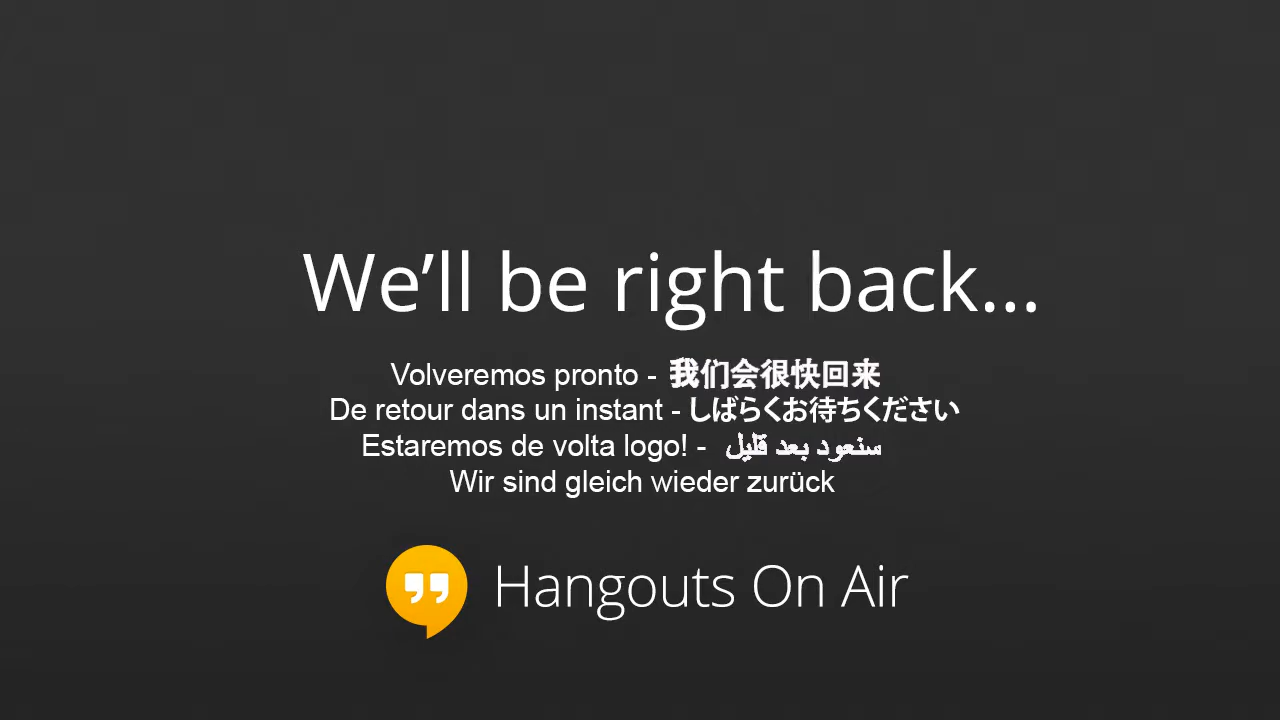 We’ll be right back...
Volveremos pronto - 我们会很快回来
De retour dans un instant - しばらくお待ちください
Estaremos de volta logo! - سنعود بعد قليل
Wir sind gleich wieder zurück
Hangouts On Air